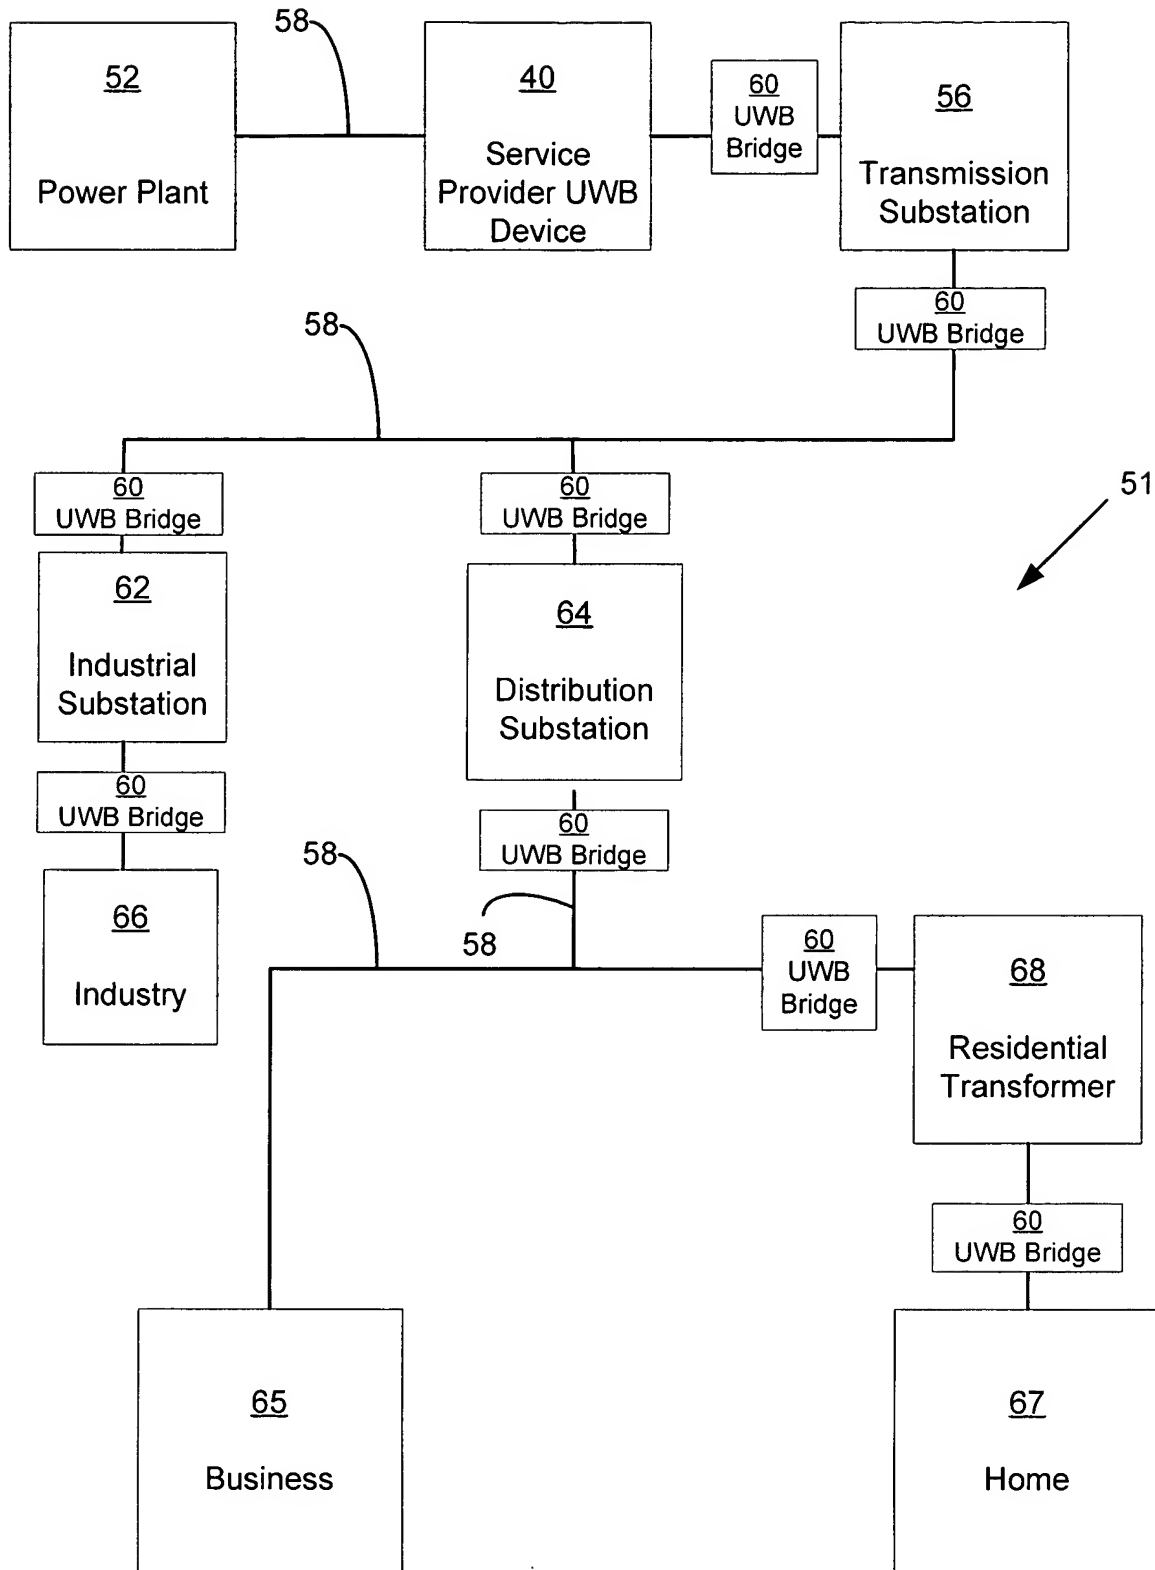 58
52
Power Plant
40
Service
Provider UWB
Device
60
UWB
Bridge
56
Transmission
Substation
60
UWB Bridge
58
60
UWB Bridge
60
UWB Bridge
51
62
Industrial
Substation
64
Distribution
Substation
60
UWB Bridge
60
UWB Bridge
58
58
66
Industry
60
UWB
Bridge
68
Residential
Transformer
60
UWB Bridge
65
Business
67
Home